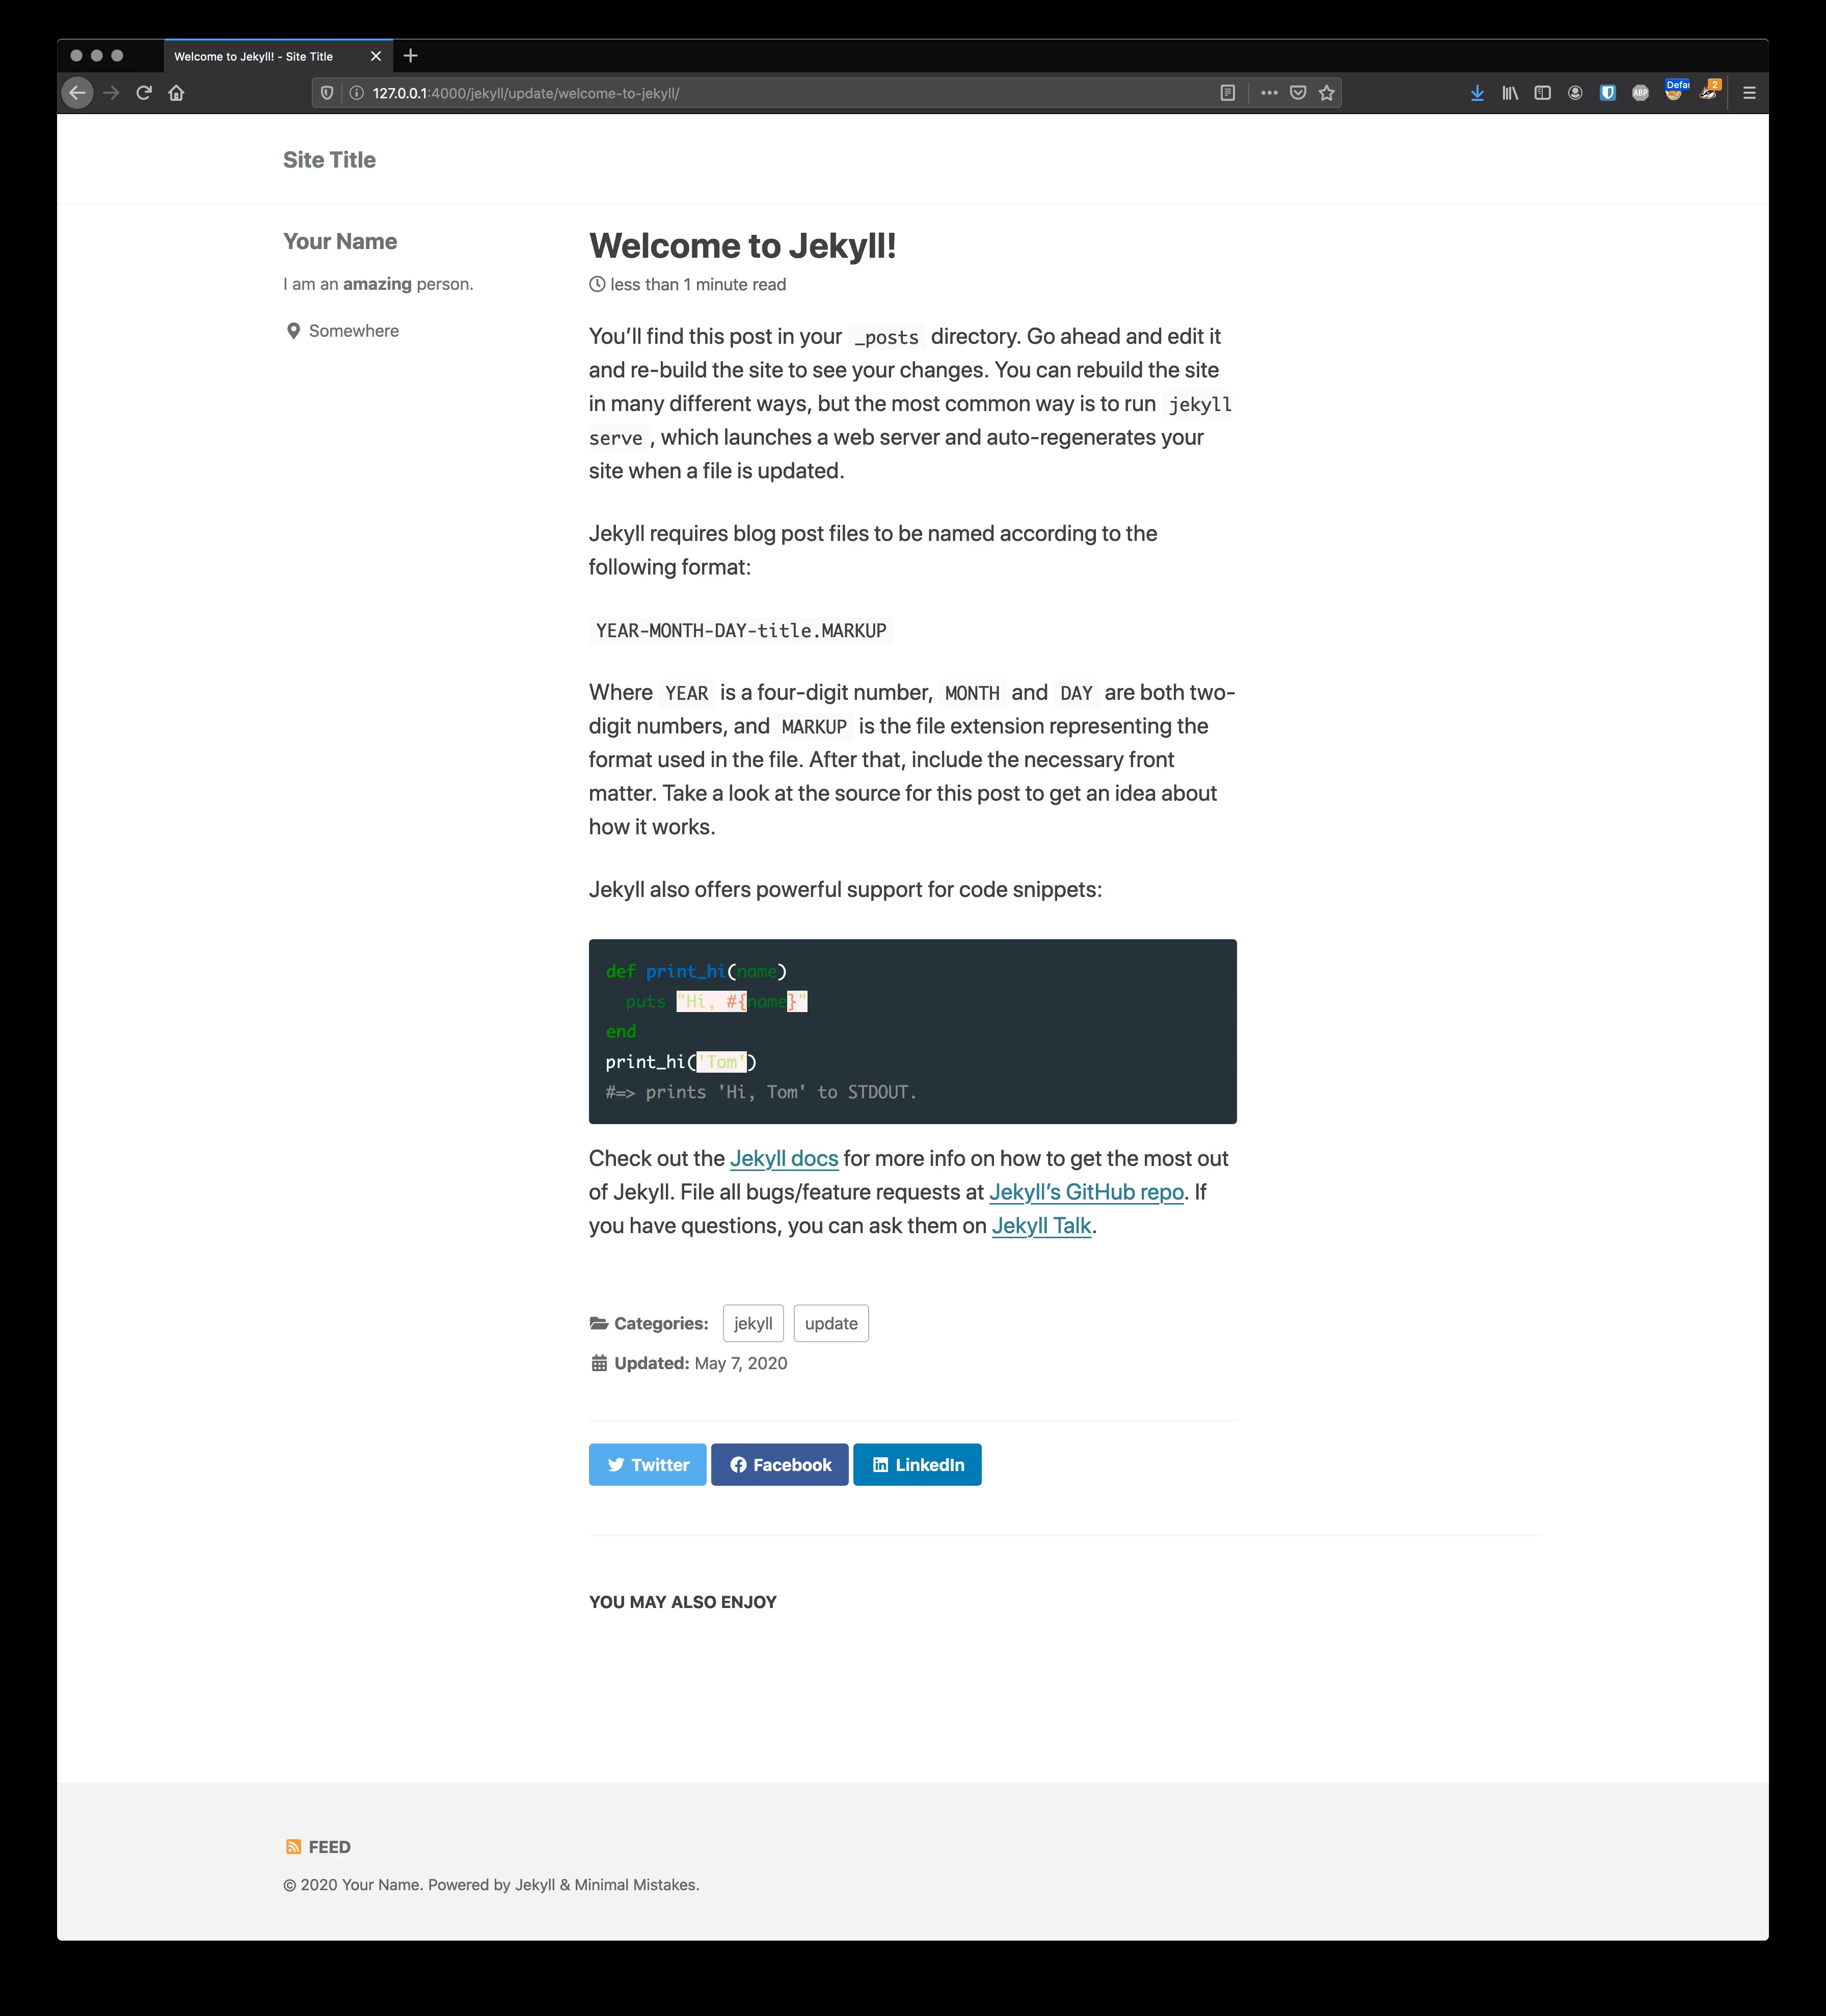 Welcome to Jekyll! - Site Title
127.0.0.1:4000/jekyll/update/welcome-to-jekyll/
ABP
Defau
2
Site Title
Your Name
I am an amazing person.
Somewhere
Welcome to Jekyll!
less than 1 minute read
You’ll find this post in your _posts directory. Go ahead and edit it
and re-build the site to see your changes. You can rebuild the site
in many different ways, but the most common way is to run jekyll
serve , which launches a web server and auto-regenerates your
site when a file is updated.
Jekyll requires blog post files to be named according to the
following format:
YEAR-MONTH-DAY-title.MARKUP
Where YEAR is a four-digit number, MONTH and DAY are both two-
digit numbers, and MARKUP is the file extension representing the
format used in the file. After that, include the necessary front
matter. Take a look at the source for this post to get an idea about
how it works.
Jekyll also offers powerful support for code snippets:
def print_hi(name)
  puts "Hi, #{name}"
end
print_hi('Tom')
#=> prints 'Hi, Tom' to STDOUT.
Check out the Jekyll docs for more info on how to get the most out
of Jekyll. File all bugs/feature requests at Jekyll’s GitHub repo. If
you have questions, you can ask them on Jekyll Talk.
Categories: jekyll update
Updated: May 7, 2020
Twitter Facebook LinkedIn
YOU MAY ALSO ENJOY
FEED
© 2020 Your Name. Powered by Jekyll & Minimal Mistakes.